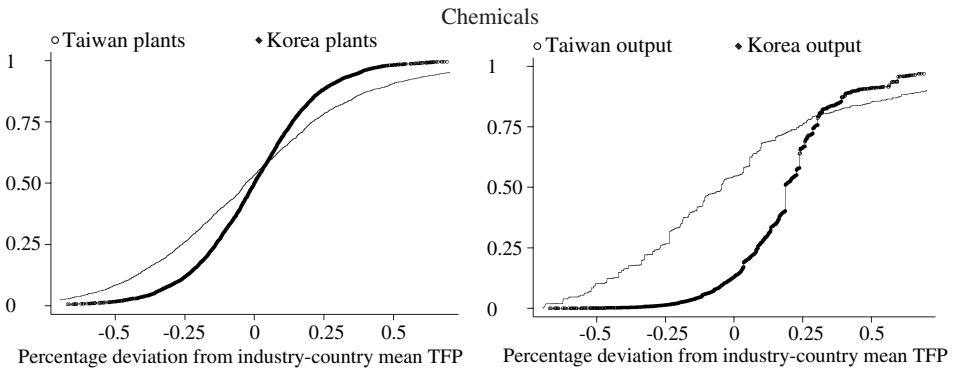 Chemicals
Taiwan plants Korea plants
1
0.75
0.50
0.25
0
-0.5 -0.25 0 0.25 0.5
Percentage deviation from industry-country mean TFP
Taiwan output Korea output
1
0.75
0.50
0.25
0
-0.5 -0.25 0 0.25 0.5
Percentage deviation from industry-country mean TFP